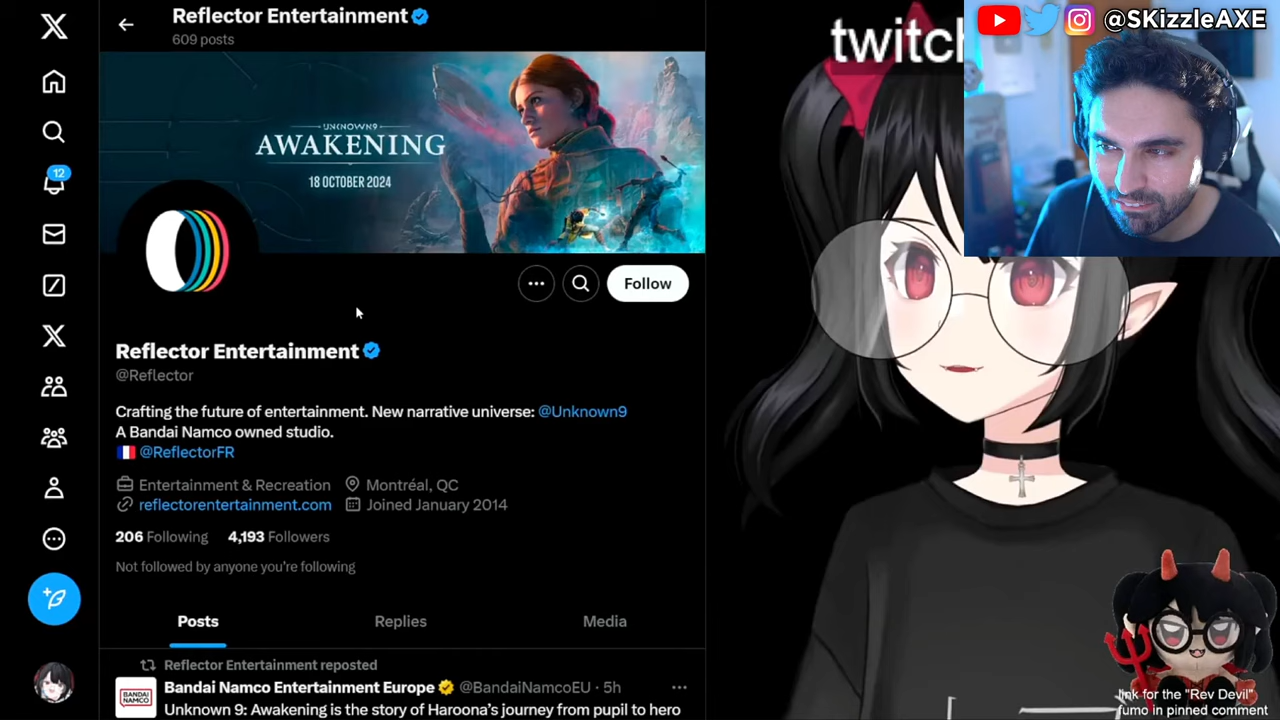 Reflector Entertainment
609 posts
UNKNOWN9
AWAKENING
18 OCTOBER 2024
12
Follow
Reflector Entertainment
@Reflector
Crafting the future of entertainment. New narrative universe: @Unknown9
A Bandai Namco owned studio.
@ReflectorFR
Entertainment & Recreation Montréal, QC
reflectorentertainment.com Joined January 2014
206 Following 4,193 Followers
Not followed by anyone you're following
Posts Replies Media
Reflector Entertainment reposted
Bandai Namco Entertainment Europe @BandaiNamcoEU · 5h
BANDAI NAMCO
Unknown 9: Awakening is the story of Haroona's journey from pupil to hero
twitch
@SKizzleAXE
link for the "Rev Devil"
fumo in pinned comment